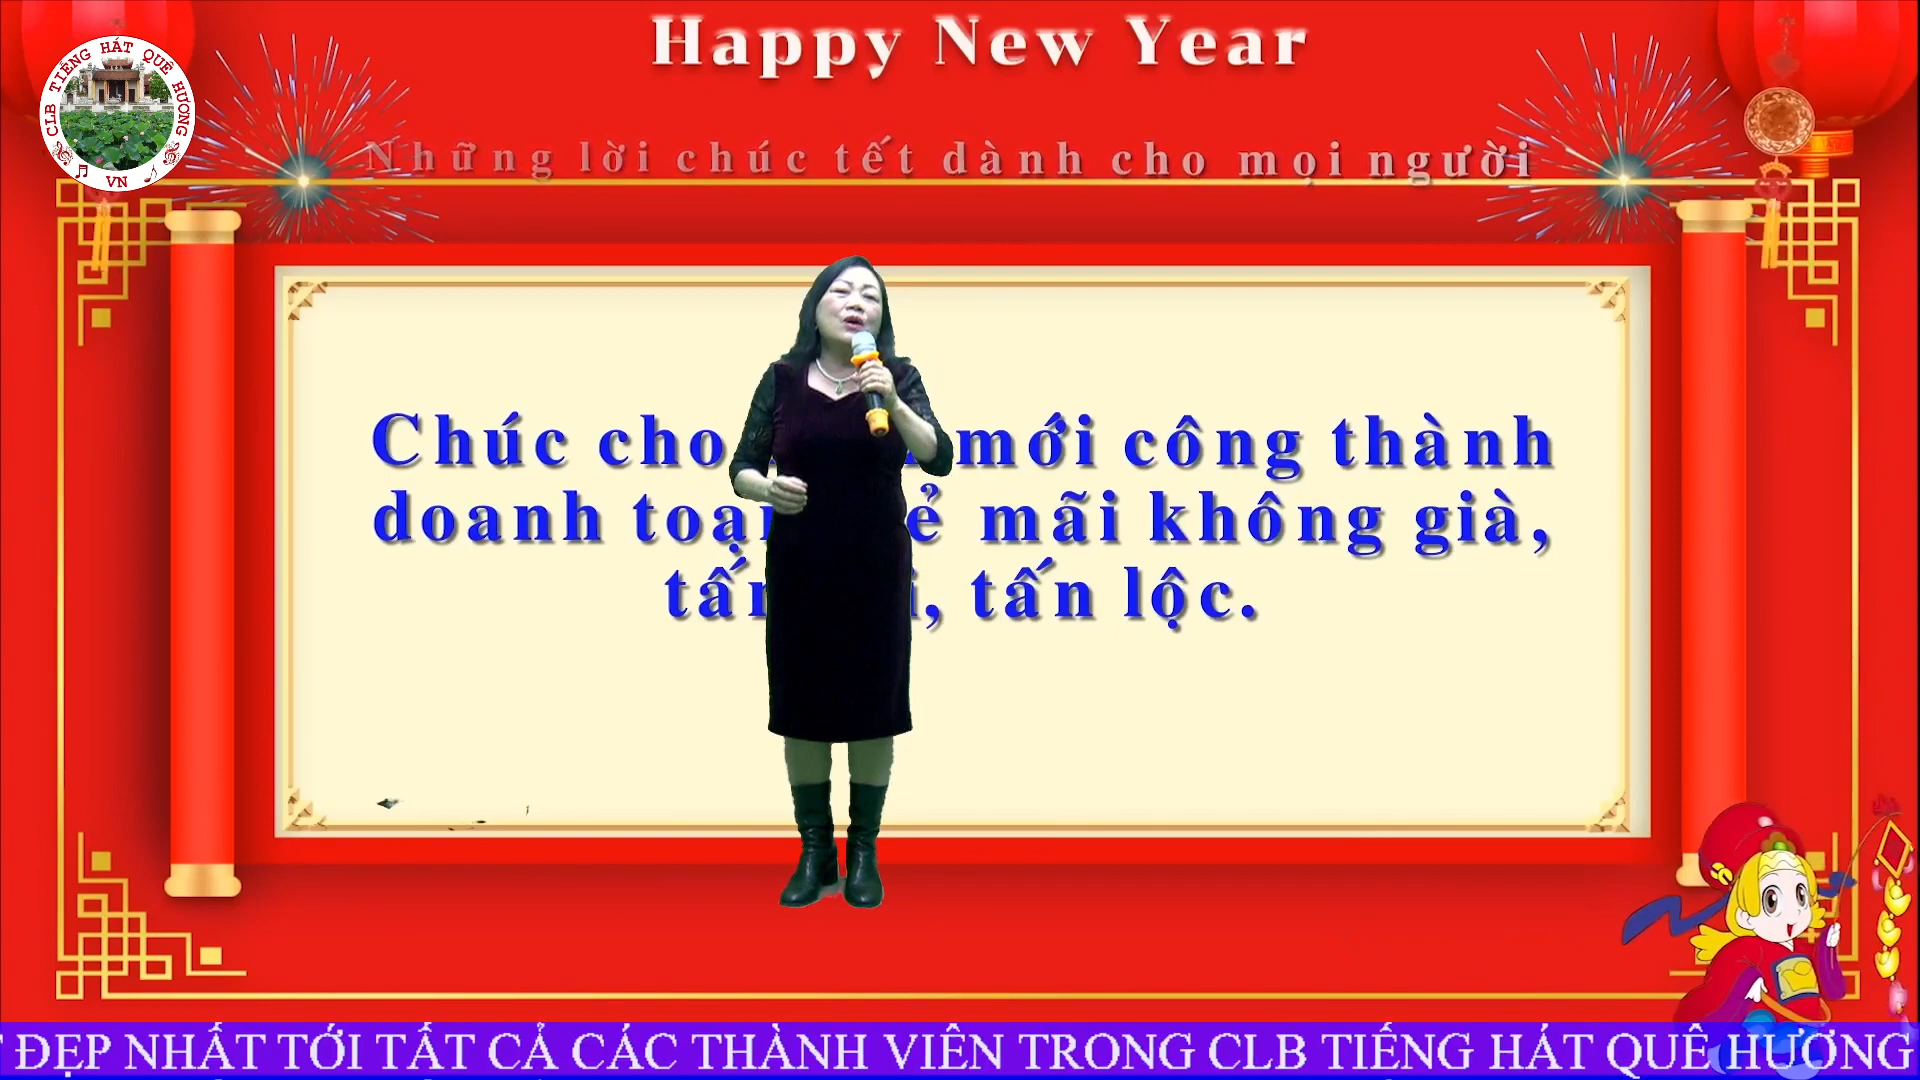 Happy New Year
CLB TIẾNG HÁT QUÊ HƯƠNG
VN
Những lời chúc tết dành cho mọi người
Chúc cho mới công thành
doanh mãi không già,
tấn lộc.
ĐẸP NHẤT TỚI TẤT CẢ CÁC THÀNH VIÊN TRONG CLB TIẾNG HÁT QUÊ HƯƠNG